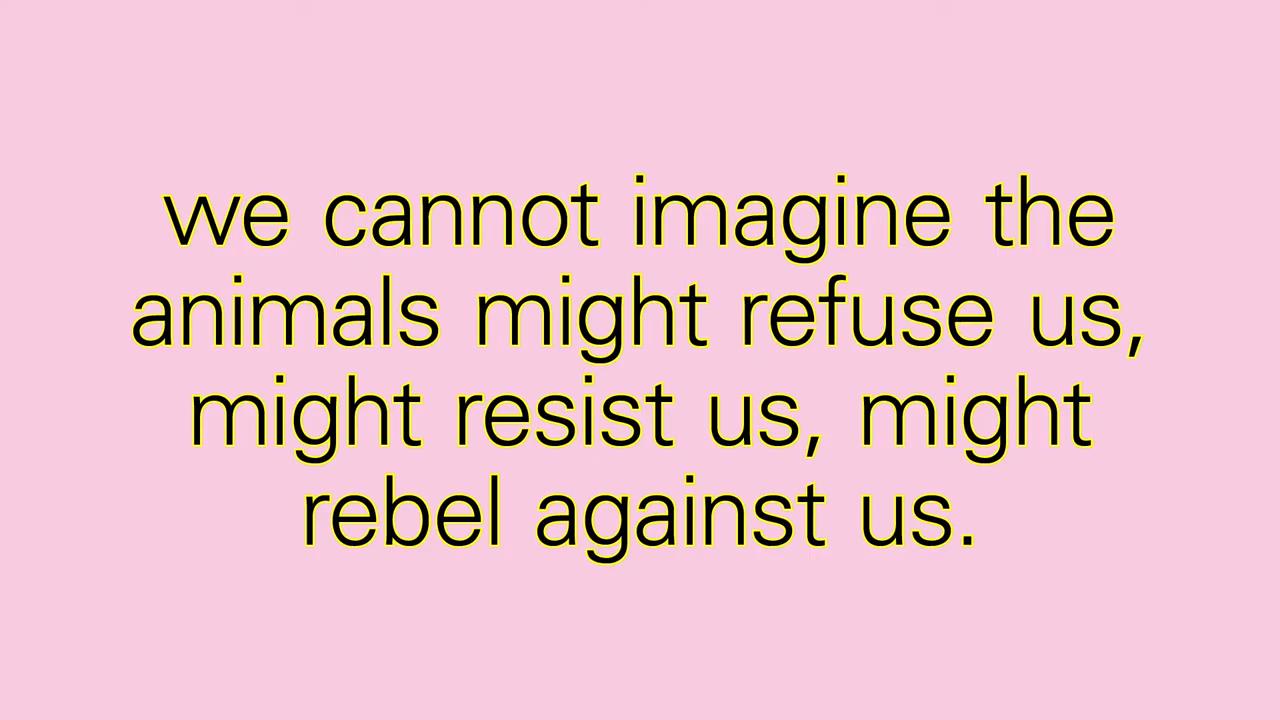 we cannot imagine the
animals might refuse us,
might resist us, might
rebel against us.